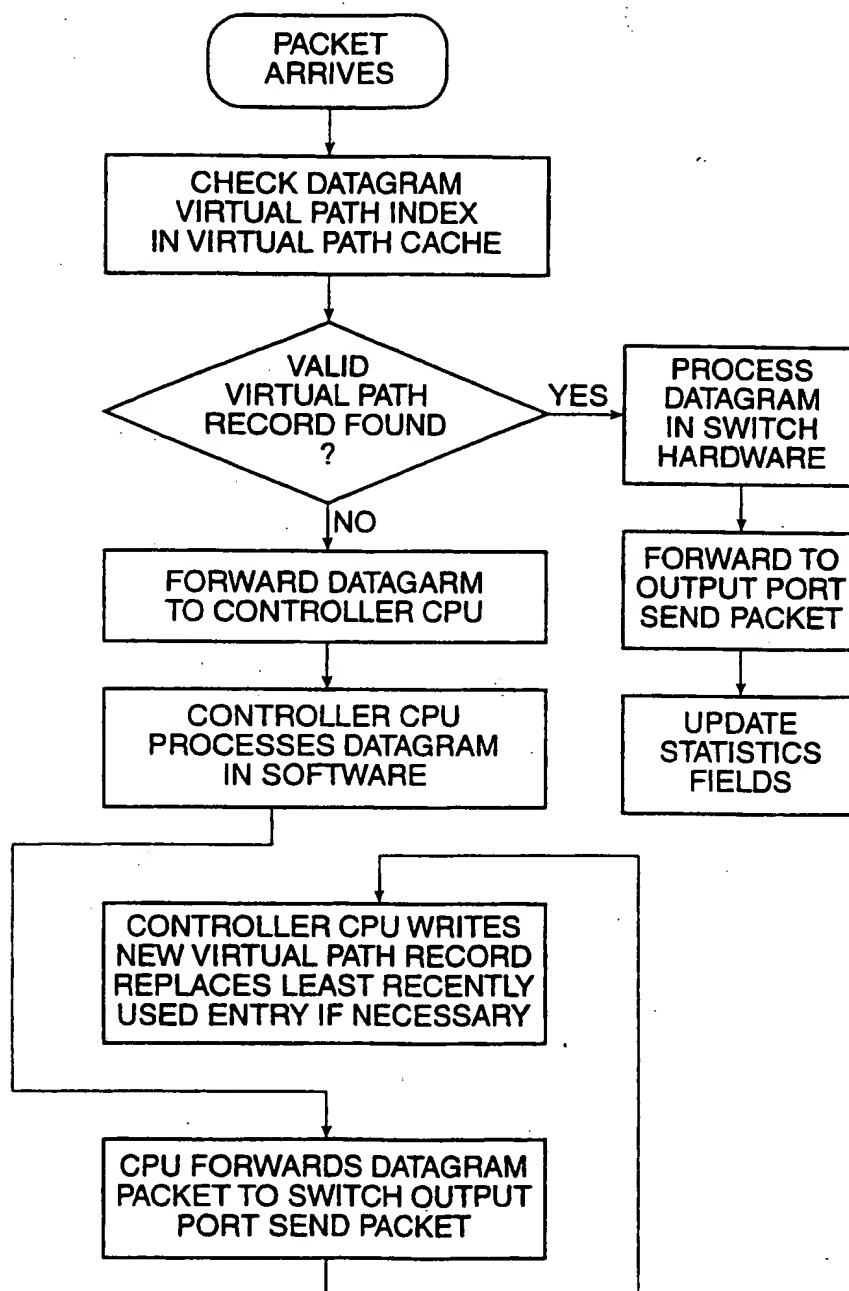 PACKET
ARRIVES
CHECK DATAGRAM
VIRTUAL PATH INDEX
IN VIRTUAL PATH CACHE
VALID
VIRTUAL PATH
RECORD FOUND
?
YES
PROCESS
DATAGRAM
IN SWITCH
HARDWARE
NO
FORWARD DATAGARM
TO CONTROLLER CPU
FORWARD TO
OUTPUT PORT
SEND PACKET
CONTROLLER CPU
PROCESSES DATAGRAM
IN SOFTWARE
UPDATE
STATISTICS
FIELDS
CONTROLLER CPU WRITES
NEW VIRTUAL PATH RECORD
REPLACES LEAST RECENTLY
USED ENTRY IF NECESSARY
CPU FORWARDS DATAGRAM
PACKET TO SWITCH OUTPUT
PORT SEND PACKET